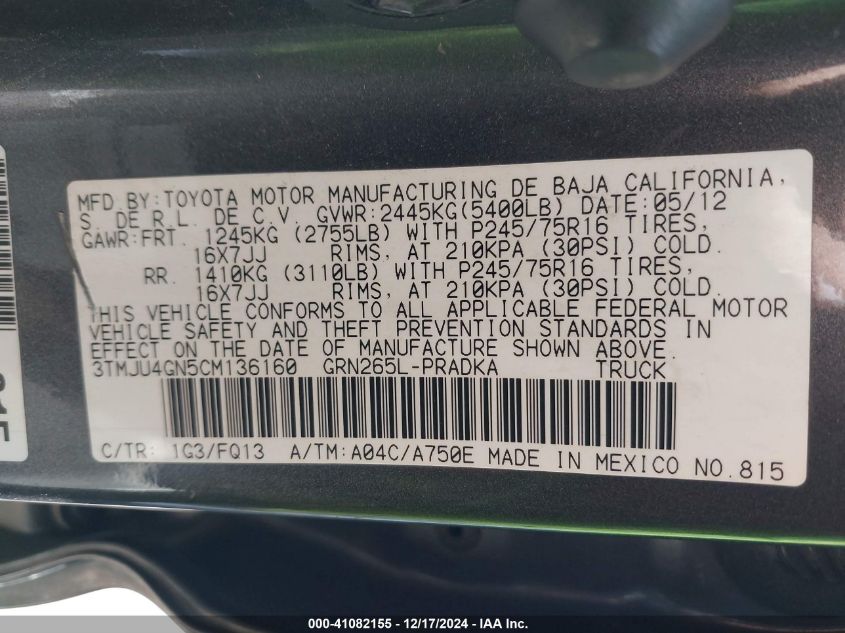 MFD BY:TOYOTA MOTOR MANUFACTURING DE BAJA CALIFORNIA,
S. DE R.L. DE C.V. GVWR:2445KG(5400LB) DATE:05/12
GAWR:FRT. 1245KG (2755LB) WITH P245/75R16 TIRES,
16X7JJ RIMS, AT 210KPA (30PSI) COLD.
RR. 1410KG (3110LB) WITH P245/75R16 TIRES,
16X7JJ RIMS, AT 210KPA (30PSI) COLD.
THIS VEHICLE CONFORMS TO ALL APPLICABLE FEDERAL MOTOR
VEHICLE SAFETY AND THEFT PREVENTION STANDARDS IN
EFFECT ON THE DATE OF MANUFACTURE SHOWN ABOVE.
3TMJU4GN5CM136160 GRN265L-PRADKA TRUCK
C/TR: 1G3/FQ13 A/TM:A04C/A750E MADE IN MEXICO NO.815
000-41082155 - 12/17/2024 - IAA Inc.